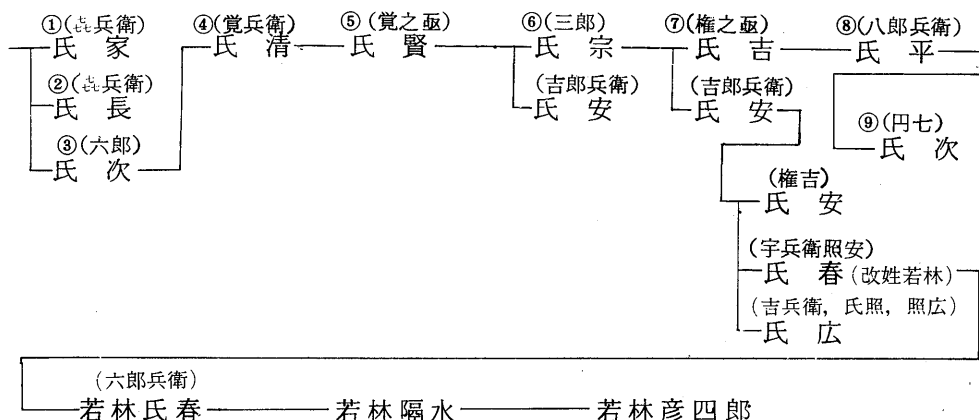 ①(㐂兵衛) ④(覚兵衛) ⑤(覚之亟) ⑥(三郎) ⑦(権之亟) ⑧(八郎兵衛)
氏家 氏清 氏賢 氏宗 氏吉 氏平
②(㐂兵衛) (吉郎兵衛) (吉郎兵衛)
氏長 氏安 氏安
③(六郎) ⑨(円七)
氏次 氏次
(権吉)
氏安
(宇兵衛照安)
氏春(改姓若林)
(吉兵衛,氏照,照広)
氏広
(六郎兵衛)
若林氏春 若林隔水 若林彦四郎